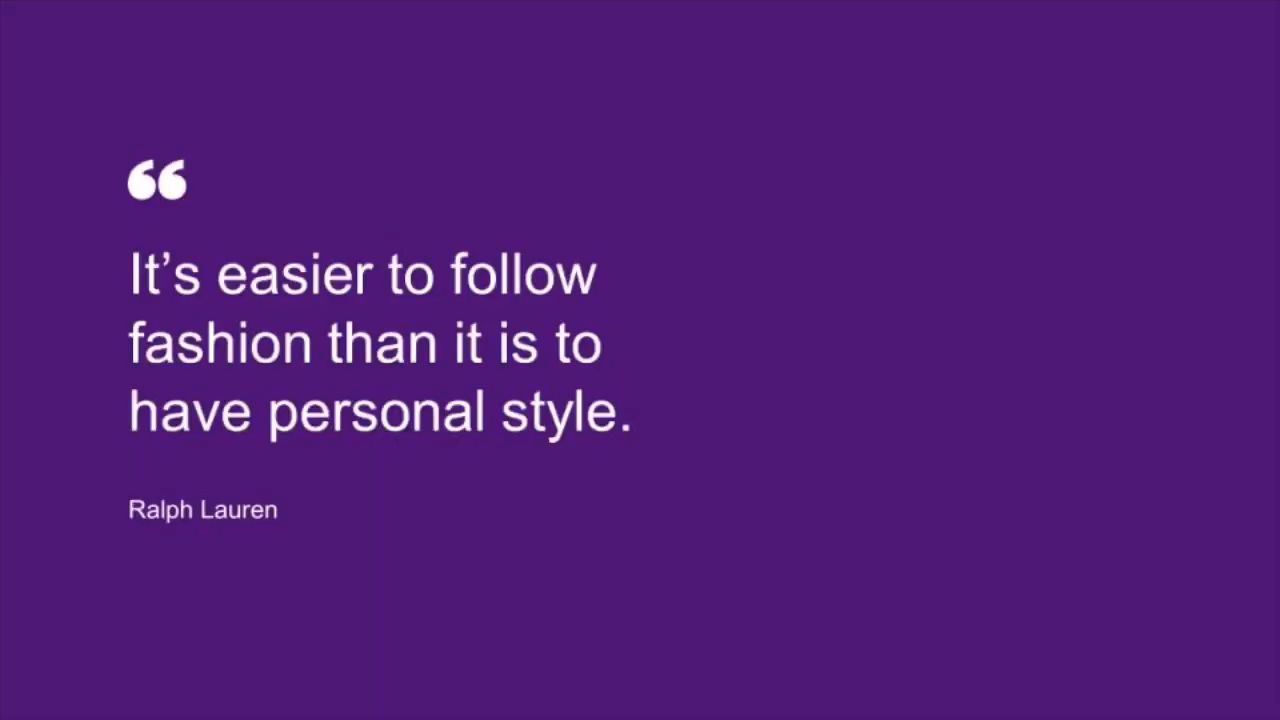 “
It’s easier to follow
fashion than it is to
have personal style.
Ralph Lauren